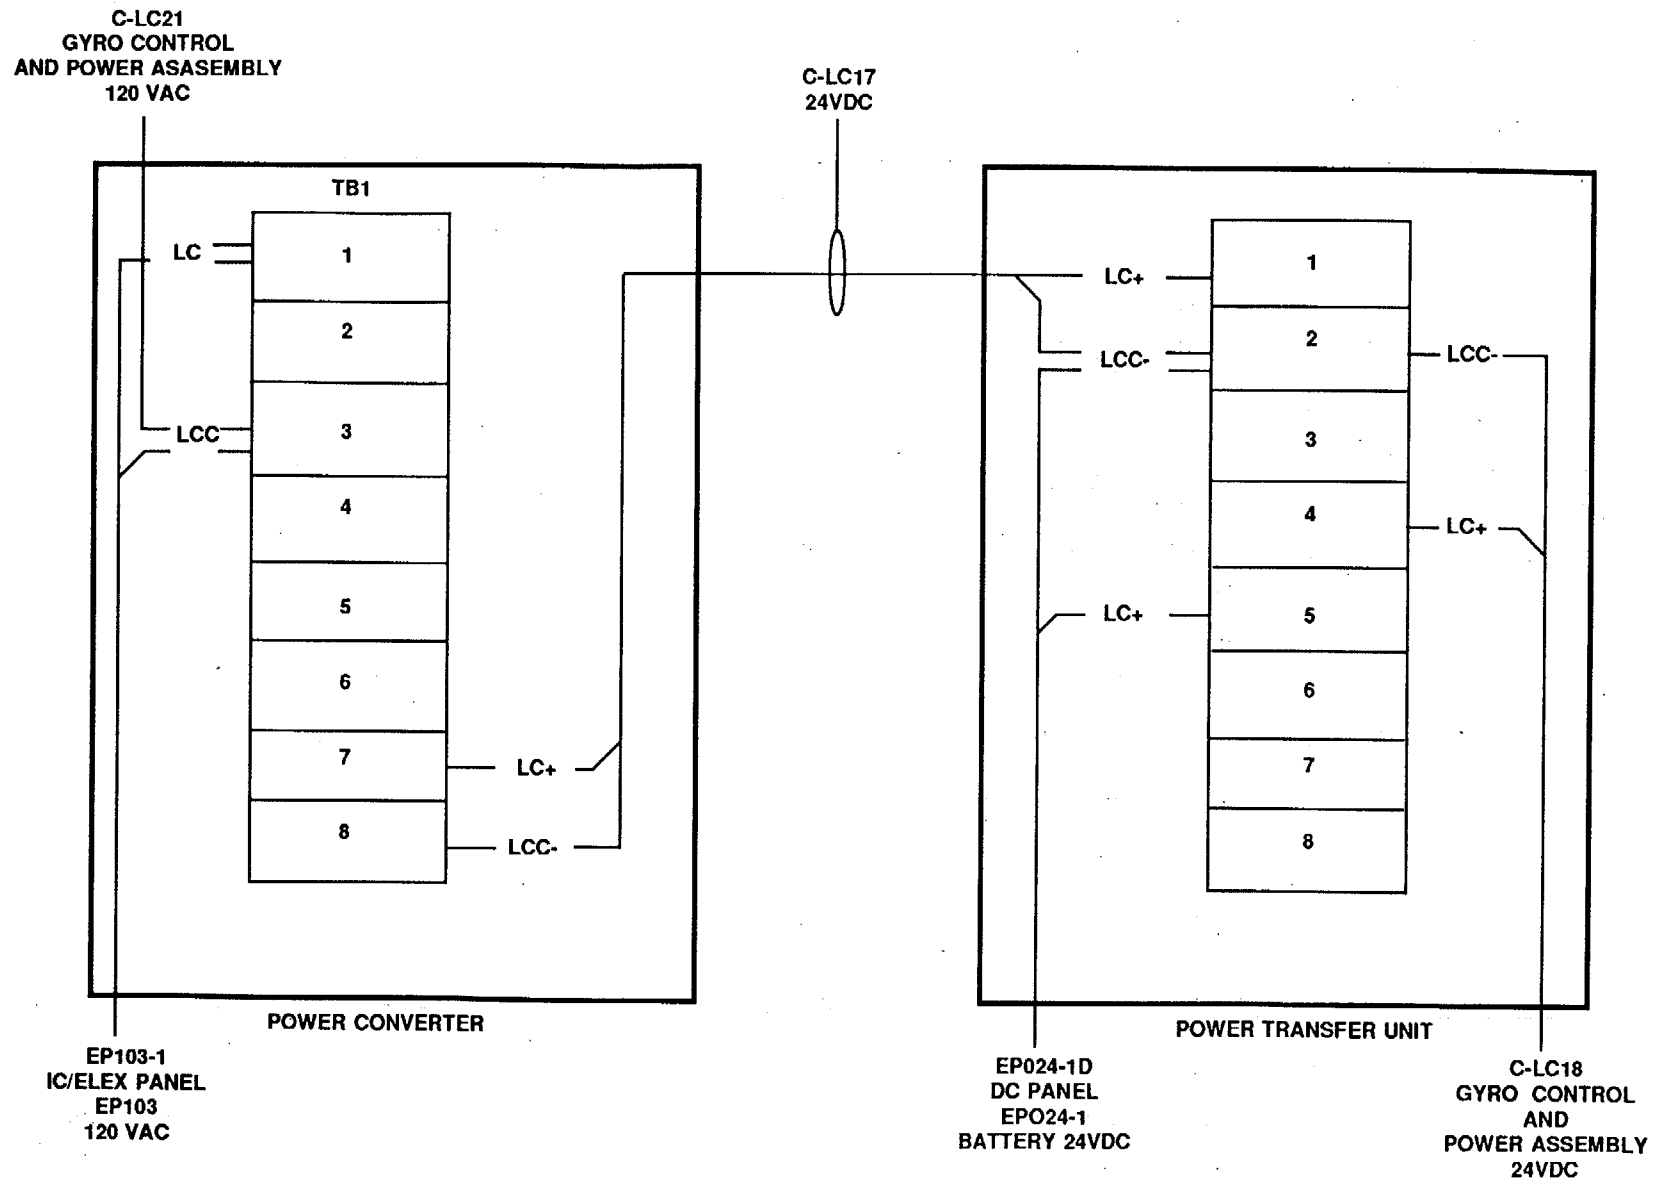 C-LC21
GYRO CONTROL
AND POWER ASASEMBLY
120 VAC
C-LC17
24VDC
TB1
LC
1
2
LCC
3
4
5
6
7
LC+
8
LCC-
POWER CONVERTER
EP103-1
IC/ELEX PANEL
EP103
120 VAC
LC+
1
LCC-
2
LCC-
3
4
LC+
LC+
5
6
7
8
POWER TRANSFER UNIT
EP024-1D
DC PANEL
EPO24-1
BATTERY 24VDC
C-LC18
GYRO CONTROL
AND
POWER ASSEMBLY
24VDC